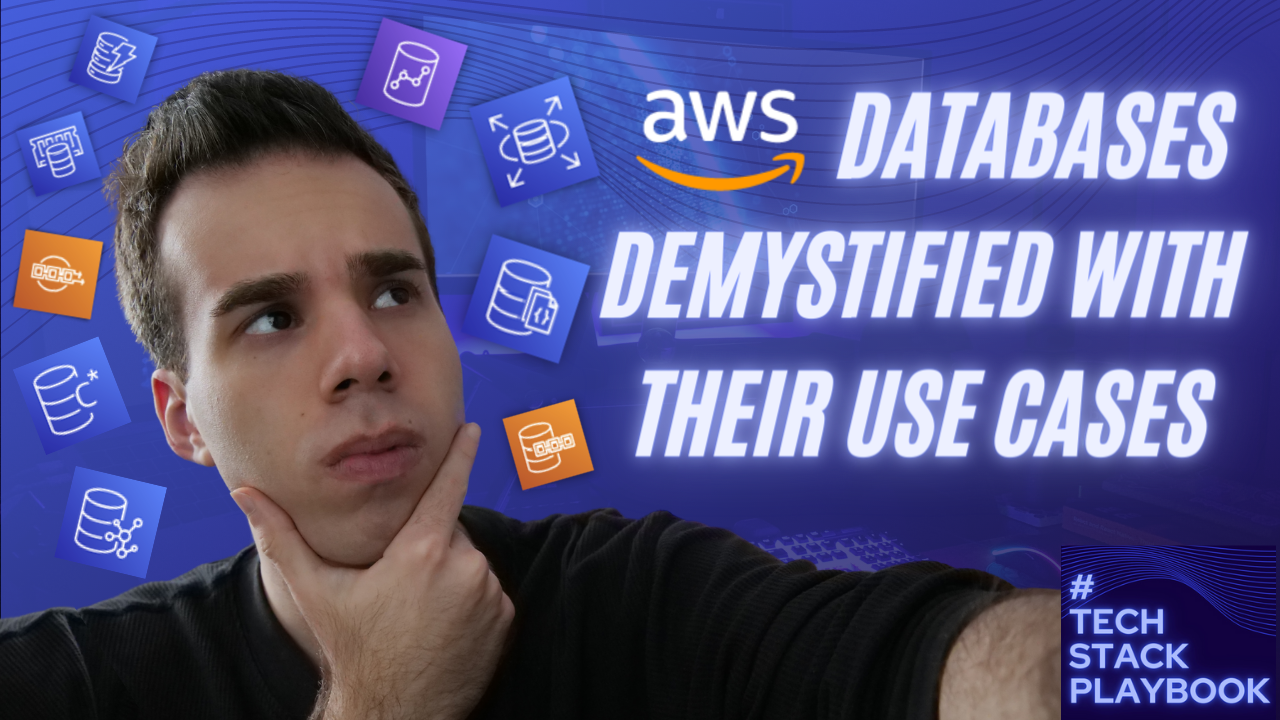 aws DATABASES
DEMYSTIFIED WITH
THEIR USE CASES
#
TECH
STACK
PLAYBOOK